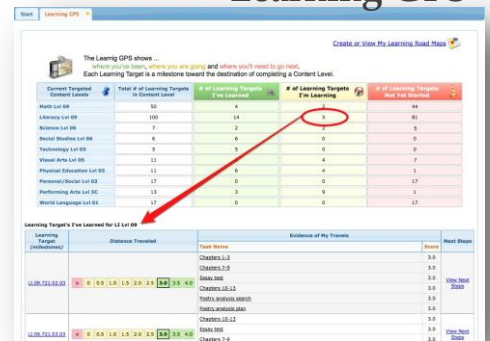 Learning GPS
Start Learning GPS
Create or View My Learning Road Maps
The Learnig GPS shows ...
where you've been, where you are going and where you'll need to go next.
Each Learning Target is a milestone toward the destination of completing a Content Level.
Current Targeted Content Levels Total # of Learning Targets in Content Level # of Learning Targets I've Learned # of Learning Targets I'm Learning # of Learning Targets Not Yet Started
Math Lvl 50 4 44
Literacy Lvl 09 100 14 5 81
Science Lvl 06 7 2
Social Studies Lvl 06 6 6 0 0
Technology Lvl 05 5 5 0 0
Visual Arts Lvl 05 11 4 7
Physical Education Lvl 05 11 6 4 1
Personal/Social Lvl 03 17 0 0 17
Performing Arts Lvl 13 3 9 1
World Language Lvl 01 17 0 0 17
Learning Target's I've Learned for LI Lvl 09
Learning Target (milestones) Distance Traveled Evidence of My Travels Next Steps
Task Name Score
Chapters 1-3 3.0
Chapters 7-9 3.0
Essay test 3.0
LI.09.T21.02.03 x 0 0.5 1.0 1.5 2.0 2.5 3.0 3.5 4.0 View Next Steps
Chapters 10-13 3.0
Poetry analysis search 3.0
Poetry analysis plan 3.0
Chapters 10-13 3.0
Essay test 3.0
LI.09.T21.03.03 x 0 0.5 1.0 1.5 2.0 2.5 3.0 3.5 4.0 View Next Steps
Chapters 7-9 3.0